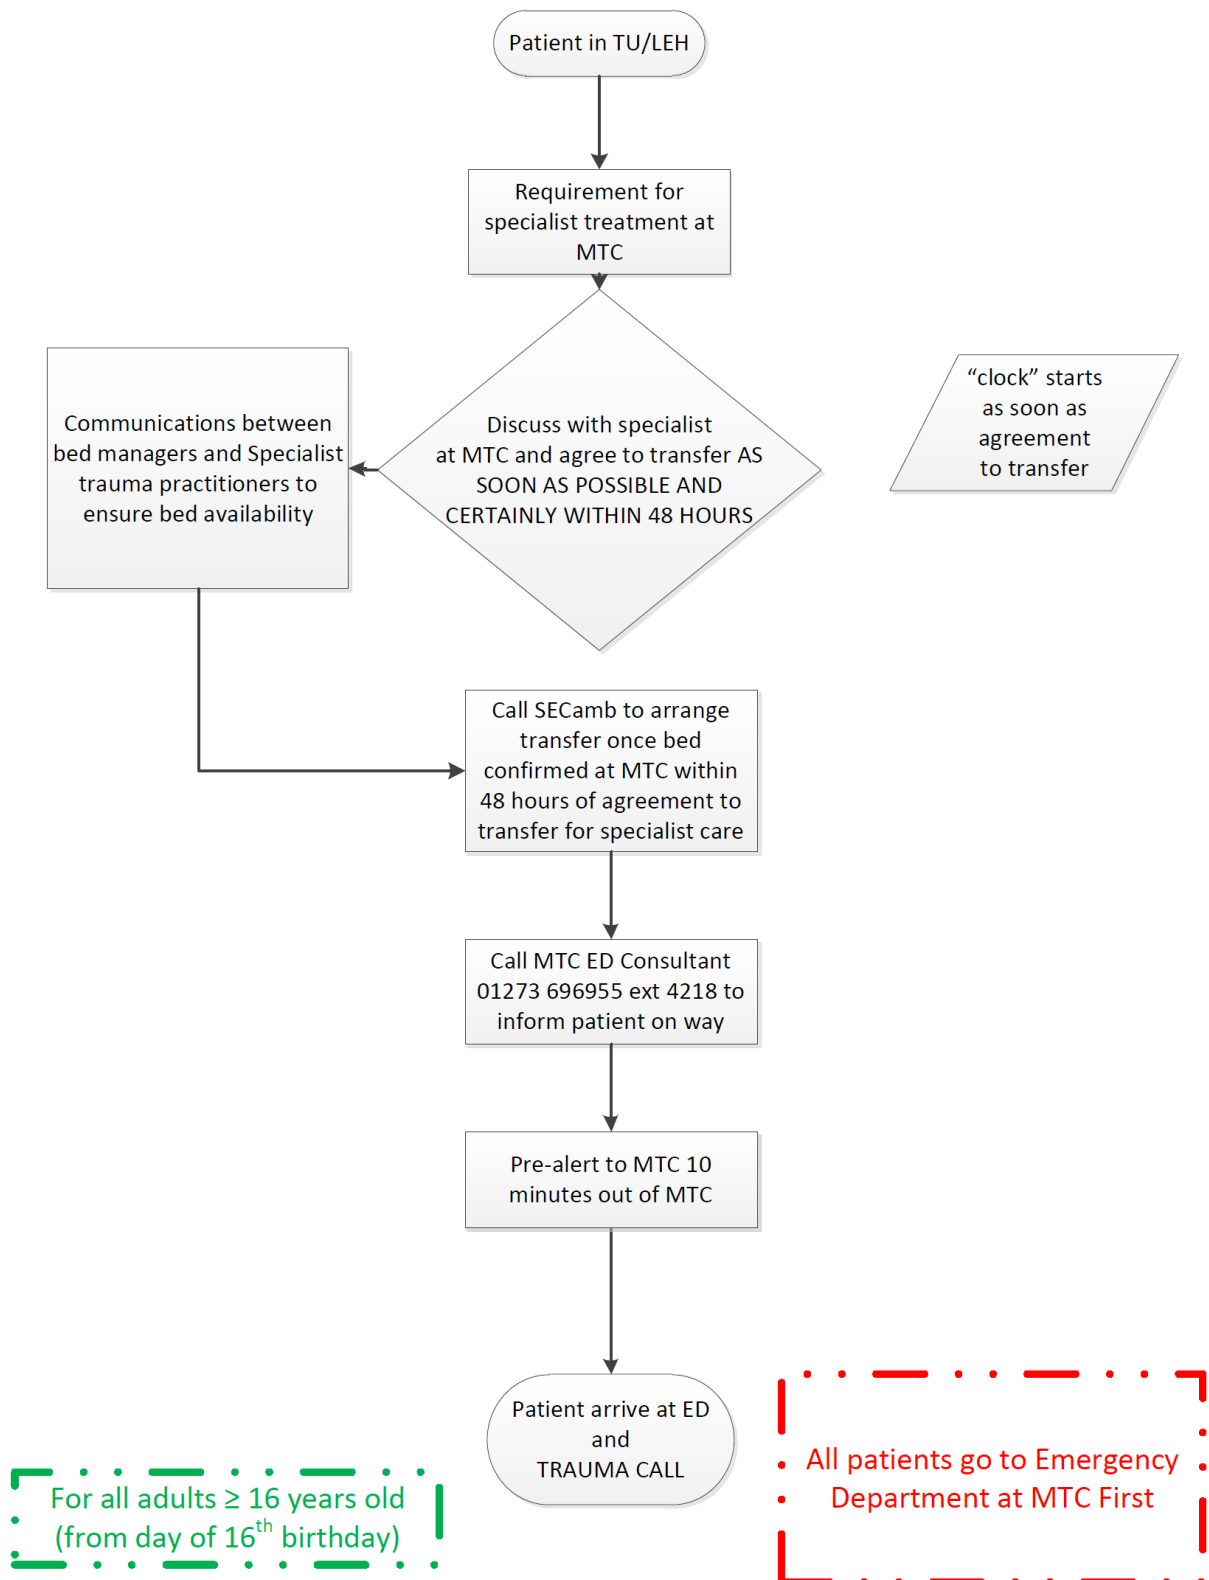 Patient in TU/LEH
Requirement for
specialist treatment at
MTC
Discuss with specialist
at MTC and agree to transfer AS
SOON AS POSSIBLE AND
CERTAINLY WITHIN 48 HOURS
Communications between
bed managers and Specialist
trauma practitioners to
ensure bed availability
“clock” starts
as soon as
agreement
to transfer
Call SECamb to arrange
transfer once bed
confirmed at MTC within
48 hours of agreement to
transfer for specialist care
Call MTC ED Consultant
01273 696955 ext 4218 to
inform patient on way
Pre-alert to MTC 10
minutes out of MTC
Patient arrive at ED
and
TRAUMA CALL
For all adults ≥ 16 years old
(from day of 16th birthday)
All patients go to Emergency
Department at MTC First